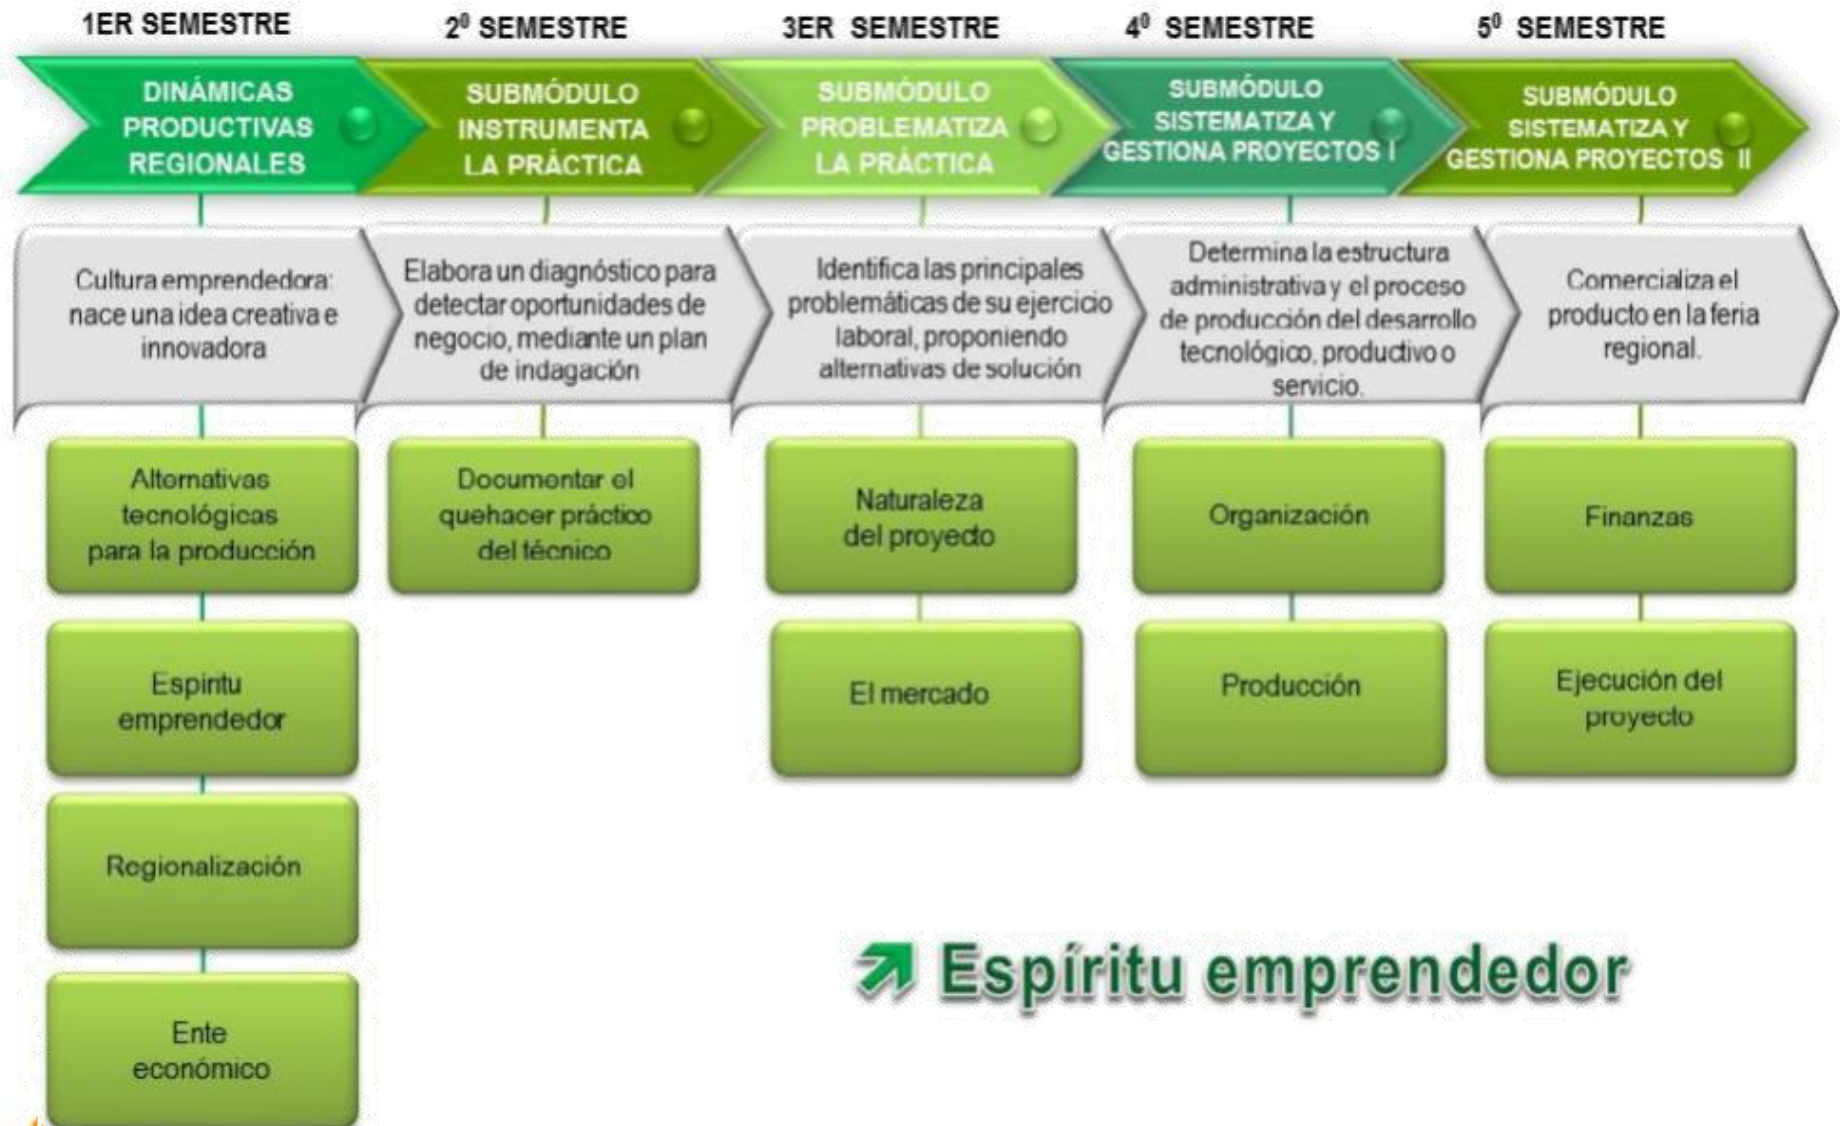 1ER SEMESTRE
2⁰ SEMESTRE
3ER SEMESTRE
4⁰ SEMESTRE
5⁰ SEMESTRE
DINÁMICAS
PRODUCTIVAS
REGIONALES
SUBMÓDULO
INSTRUMENTA
LA PRÁCTICA
SUBMÓDULO
PROBLEMATIZA
LA PRÁCTICA
SUBMÓDULO
SISTEMATIZA Y
GESTIONA PROYECTOS I
SUBMÓDULO
SISTEMATIZA Y
GESTIONA PROYECTOS II
Cultura emprendedora:
nace una idea creativa e
innovadora
Elabora un diagnóstico para
detectar oportunidades de
negocio, mediante un plan
de indagación
Identifica las principales
problemáticas de su ejercicio
laboral, proponiendo
alternativas de solución
Determina la estructura
administrativa y el proceso
de producción del desarrollo
tecnológico, productivo o
servicio.
Comercializa el
producto en la feria
regional.
Alternativas
tecnológicas
para la producción
Documentar el
quehacer práctico
del técnico
Naturaleza
del proyecto
Organización
Finanzas
Espíritu
emprendedor
El mercado
Producción
Ejecución del
proyecto
Regionalización
Ente
económico
Espíritu emprendedor